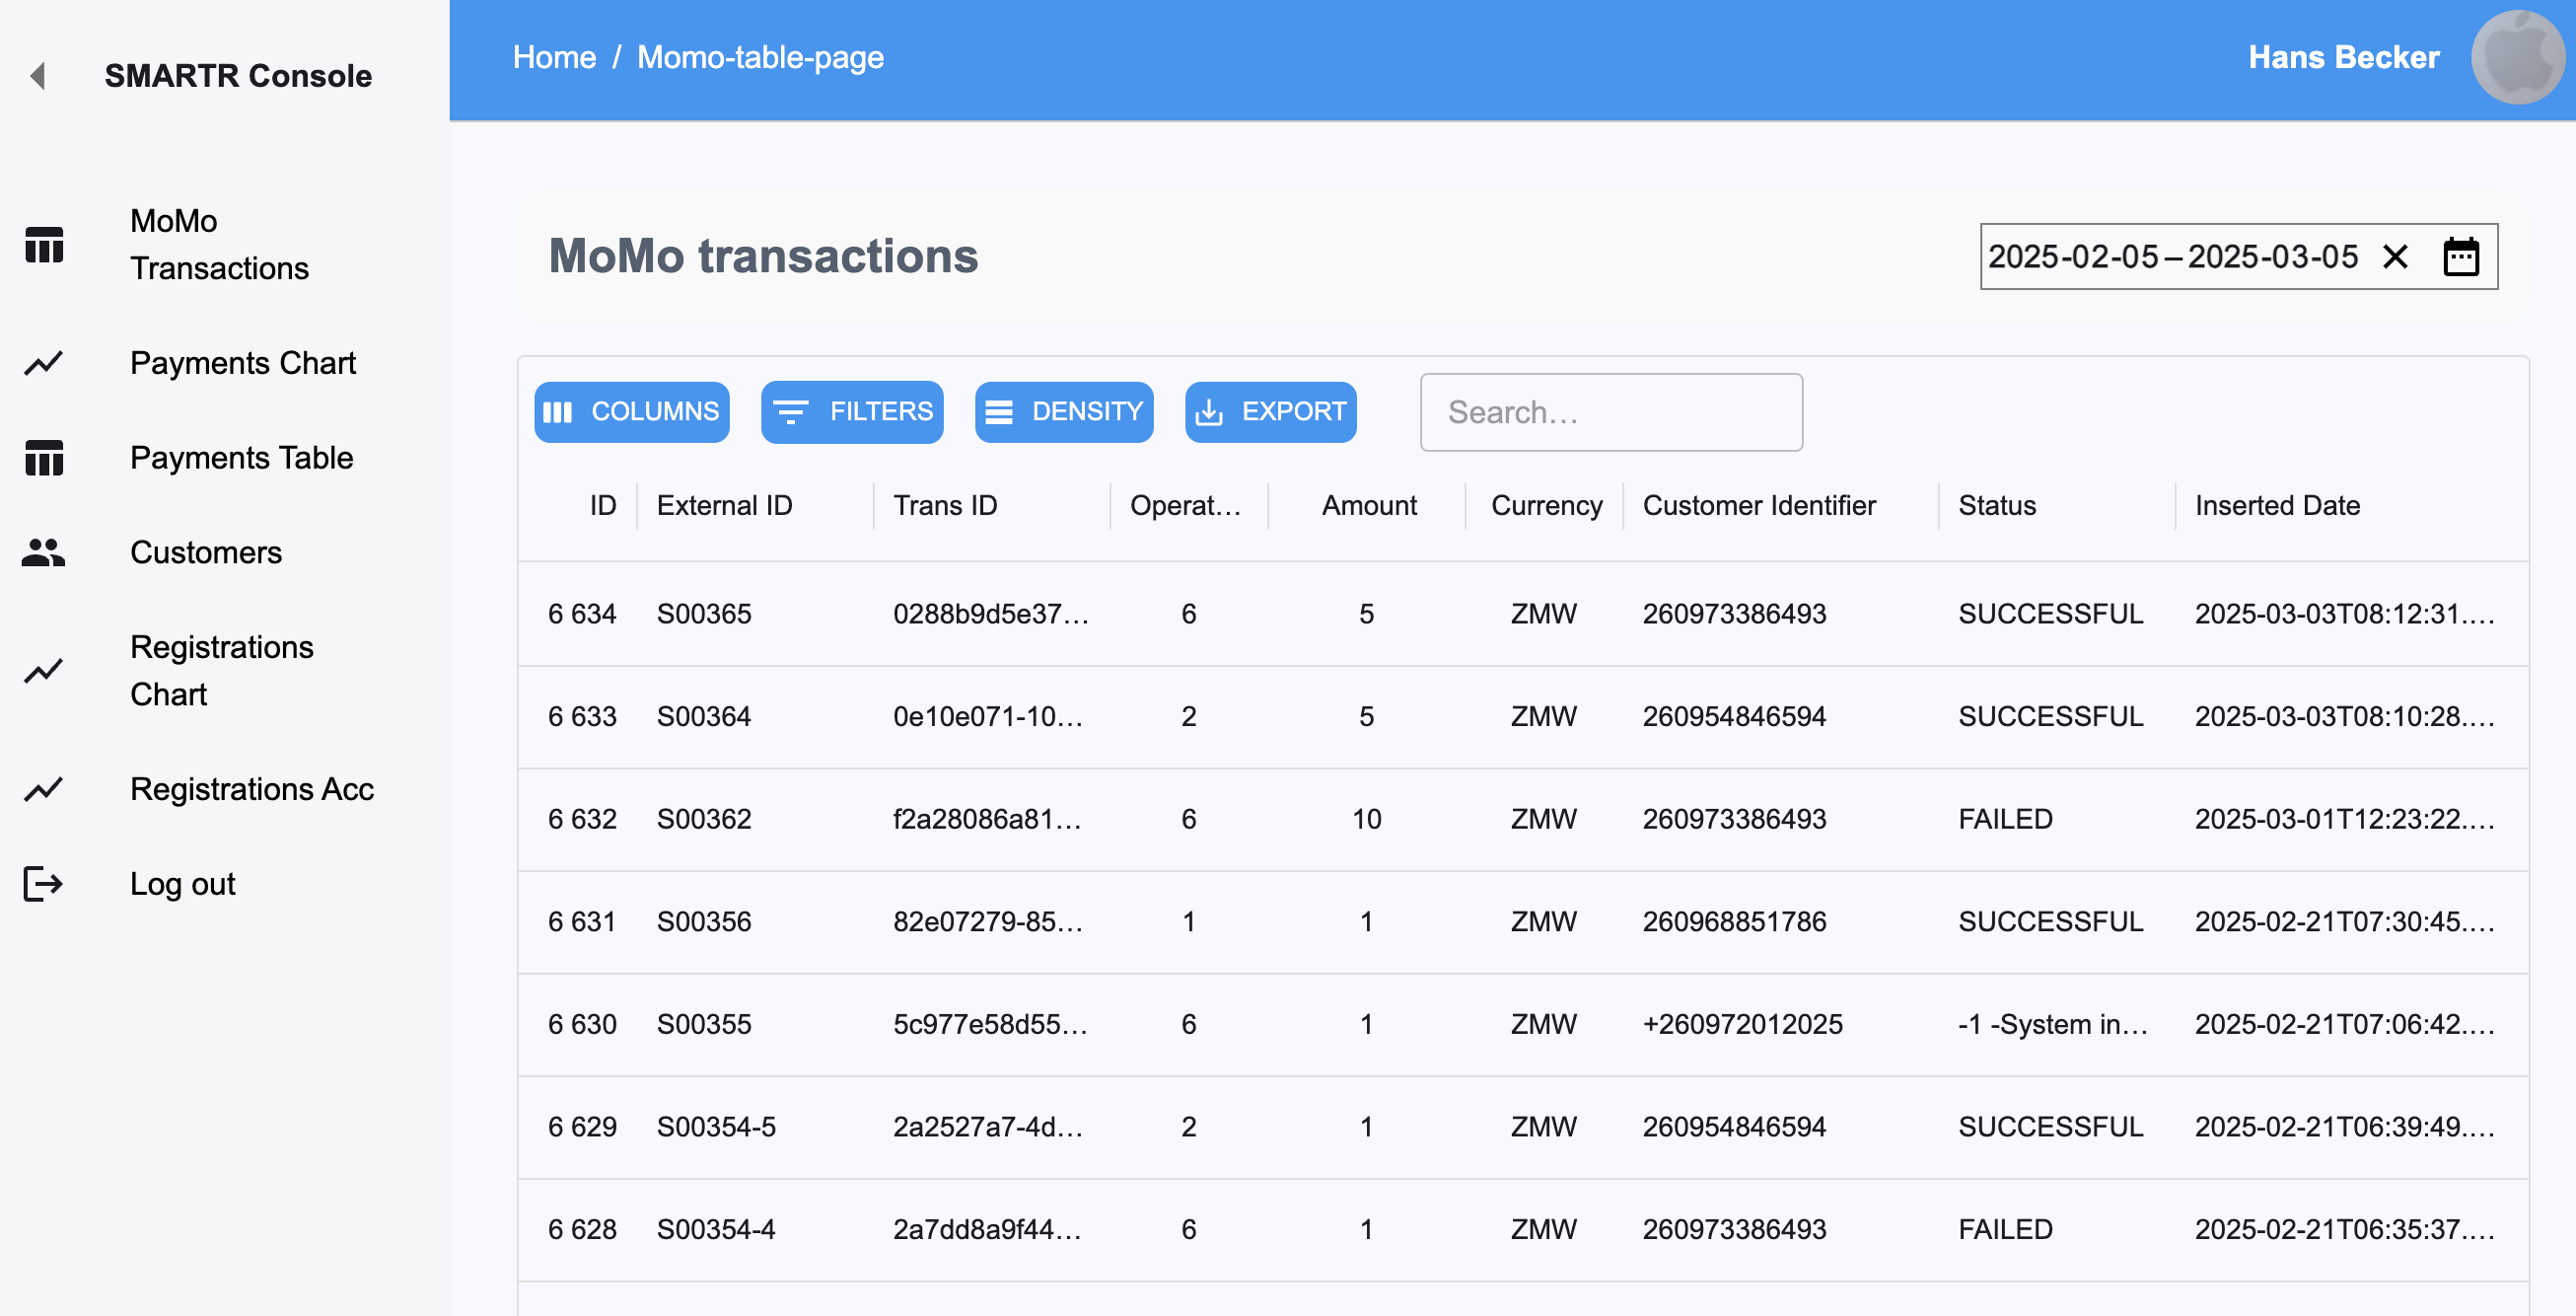 SMARTR Console
Home / Momo-table-page
Hans Becker
MoMo
Transactions
Payments Chart
Payments Table
Customers
Registrations
Chart
Registrations Acc
Log out
MoMo transactions
2025-02-05 – 2025-03-05
COLUMNS FILTERS DENSITY EXPORT Search…
ID External ID Trans ID Operat… Amount Currency Customer Identifier Status Inserted Date
6 634 S00365 0288b9d5e37… 6 5 ZMW 260973386493 SUCCESSFUL 2025-03-03T08:12:31.…
6 633 S00364 0e10e071-10… 2 5 ZMW 260954846594 SUCCESSFUL 2025-03-03T08:10:28.…
6 632 S00362 f2a28086a81… 6 10 ZMW 260973386493 FAILED 2025-03-01T12:23:22.…
6 631 S00356 82e07279-85… 1 1 ZMW 260968851786 SUCCESSFUL 2025-02-21T07:30:45.…
6 630 S00355 5c977e58d55… 6 1 ZMW +260972012025 -1 -System in… 2025-02-21T07:06:42.…
6 629 S00354-5 2a2527a7-4d… 2 1 ZMW 260954846594 SUCCESSFUL 2025-02-21T06:39:49.…
6 628 S00354-4 2a7dd8a9f44… 6 1 ZMW 260973386493 FAILED 2025-02-21T06:35:37.…